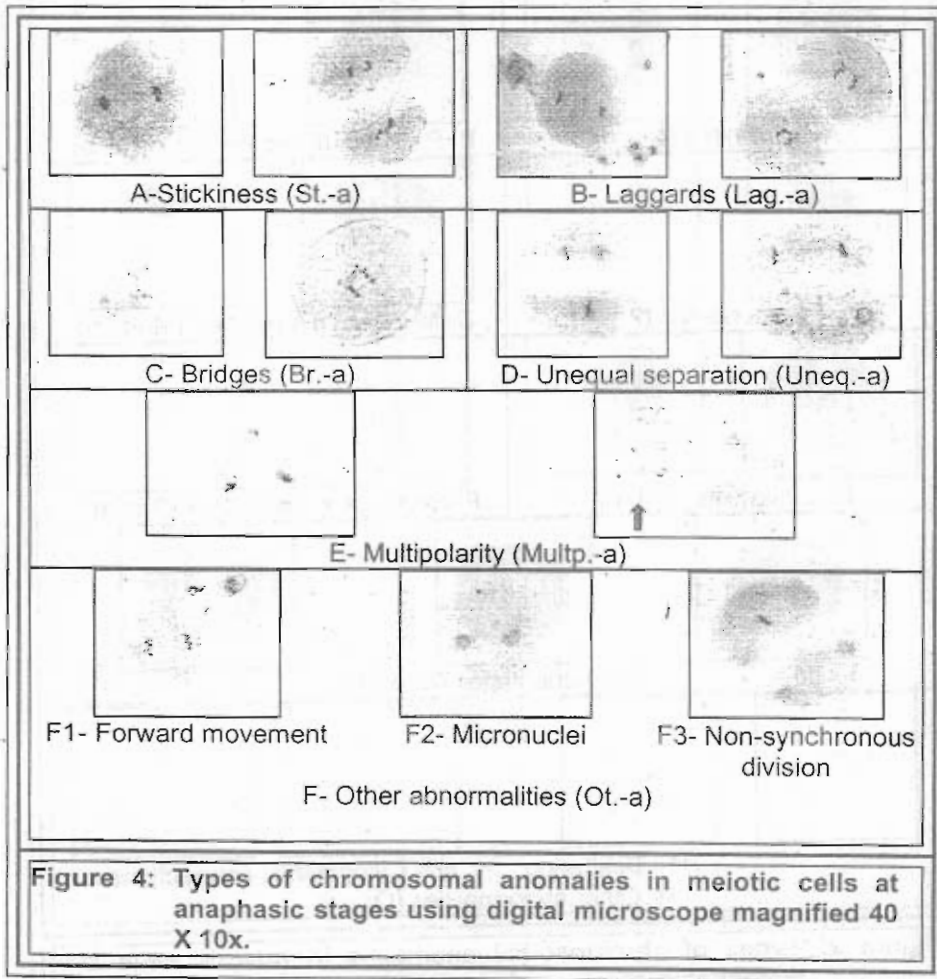 A-Stickiness (St.-a)
B- Laggards (Lag.-a)
C- Bridges (Br.-a)
D- Unequal separation (Uneq.-a)
E- Multipolarity (Multp.-a)
F1- Forward movement
F2- Micronuclei
F3- Non-synchronous
division
F- Other abnormalities (Ot.-a)
Figure 4: Types of chromosomal anomalies in meiotic cells at
anaphasic stages using digital microscope magnified 40
X 10x.